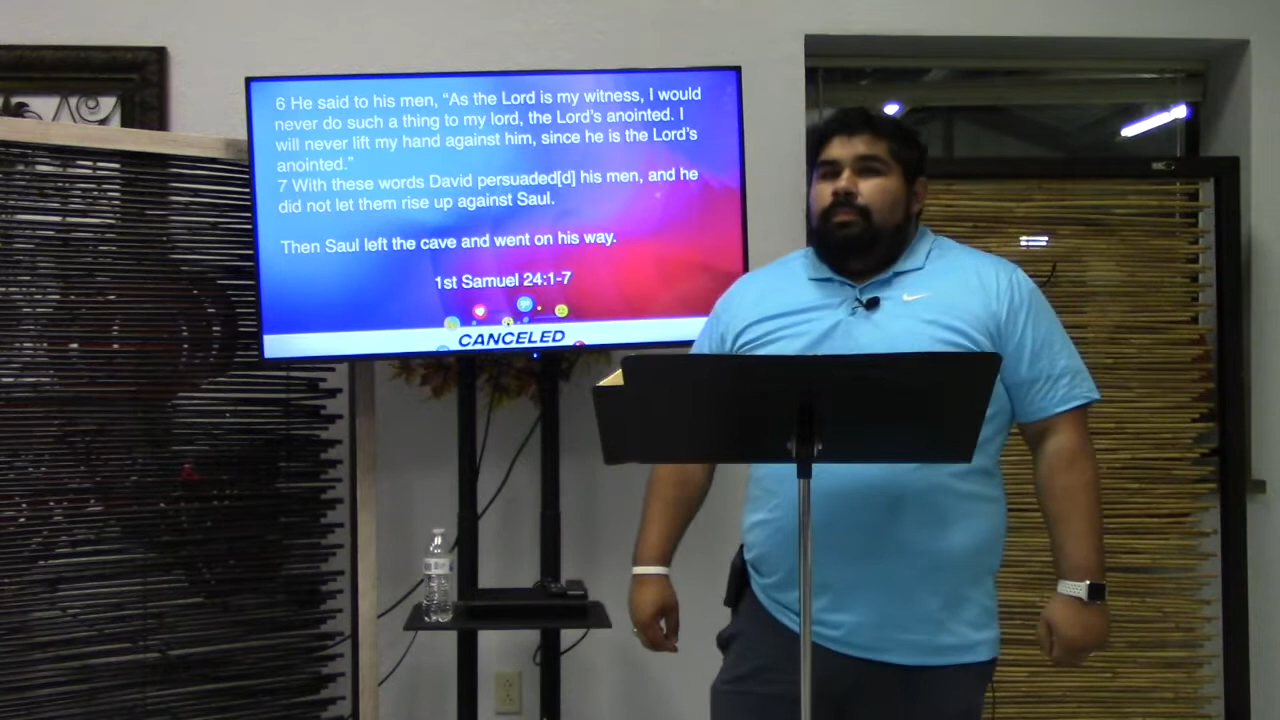 6 He said to his men, “As the Lord is my witness, I would
never do such a thing to my lord, the Lord’s anointed. I
will never lift my hand against him, since he is the Lord’s
anointed.”
7 With these words David persuaded[d] his men, and he
did not let them rise up against Saul.
Then Saul left the cave and went on his way.
1st Samuel 24:1-7
CANCELED